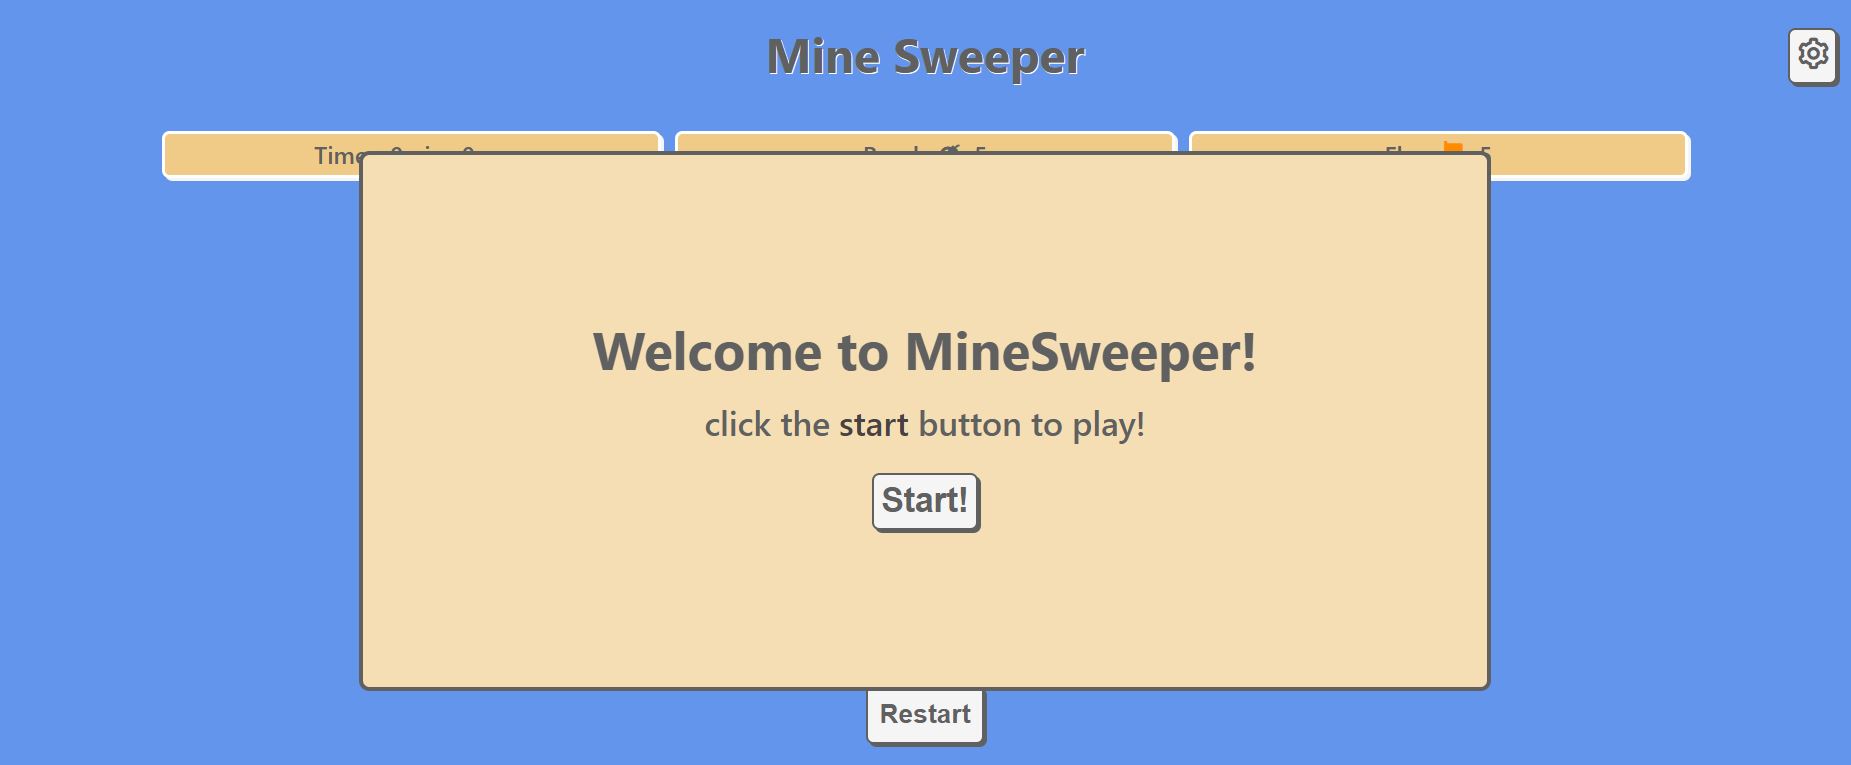 Mine Sweeper
Welcome to MineSweeper!
click the start button to play!
Start!
Restart